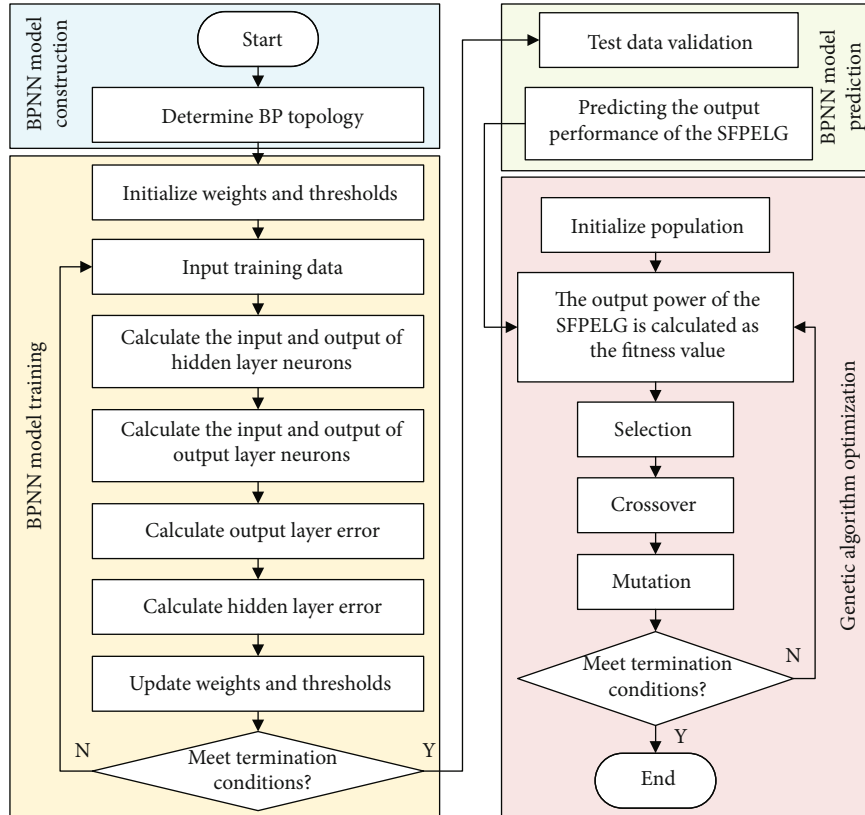 BPNN model
construction
Start
Determine BP topology
BPNN model training
Initialize weights and thresholds
Input training data
Calculate the input and output of
hidden layer neurons
Calculate the input and output of
output layer neurons
Calculate output layer error
Calculate hidden layer error
Update weights and thresholds
Meet termination
conditions?
N
Y
Test data validation
Predicting the output
performance of the SFPELG
BPNN model
prediction
Initialize population
The output power of the
SFPELG is calculated as
the fitness value
Selection
Crossover
Mutation
Meet termination
conditions?
N
Y
End
Genetic algorithm optimization